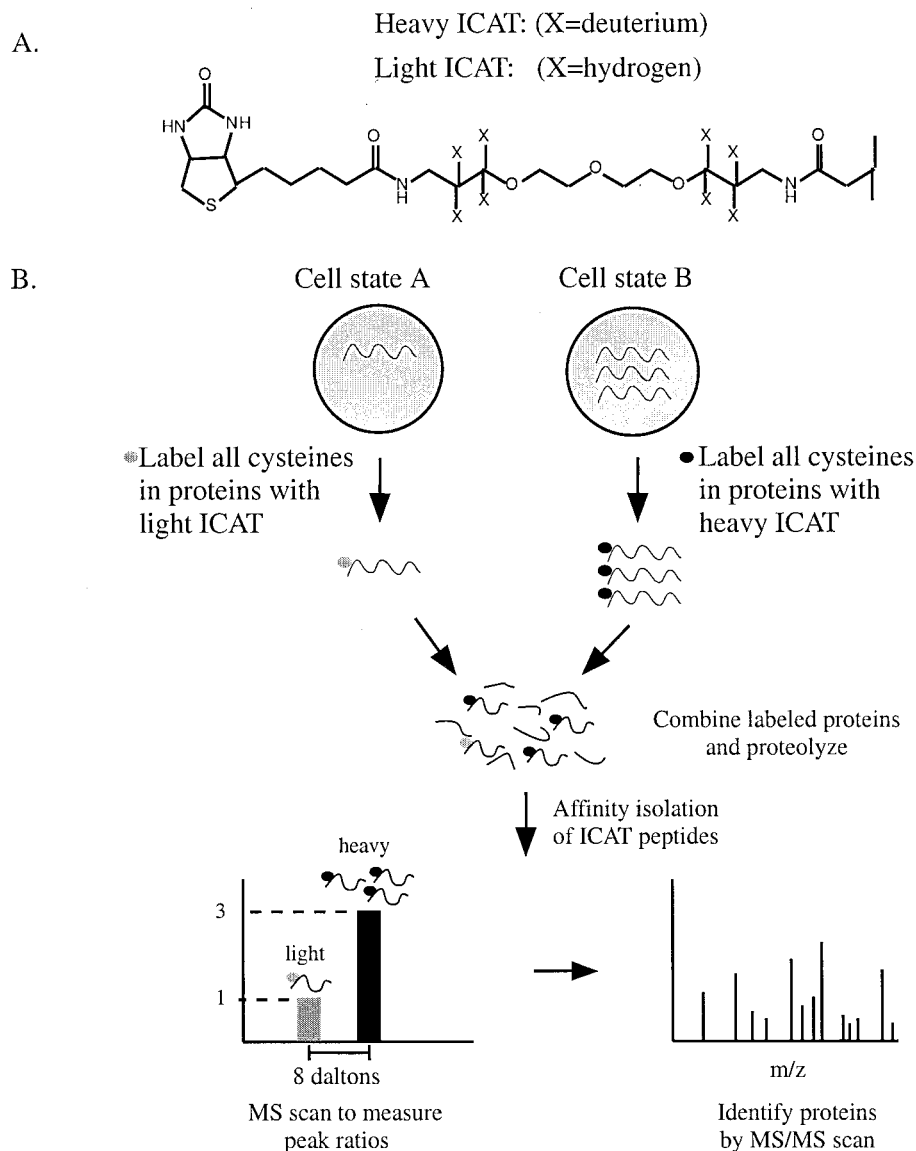 A.
Heavy ICAT: (X=deuterium)
Light ICAT: (X=hydrogen)
O
HN
NH
S
O
N
H
X
X
X
X
O
O
O
X
X
X
X
N
H
O
B.
Cell state A
Cell state B
Label all cysteines
in proteins with
light ICAT
Label all cysteines
in proteins with
heavy ICAT
Combine labeled proteins
and proteolyze
Affinity isolation
of ICAT peptides
heavy
3
light
1
8 daltons
MS scan to measure
peak ratios
m/z
Identify proteins
by MS/MS scan